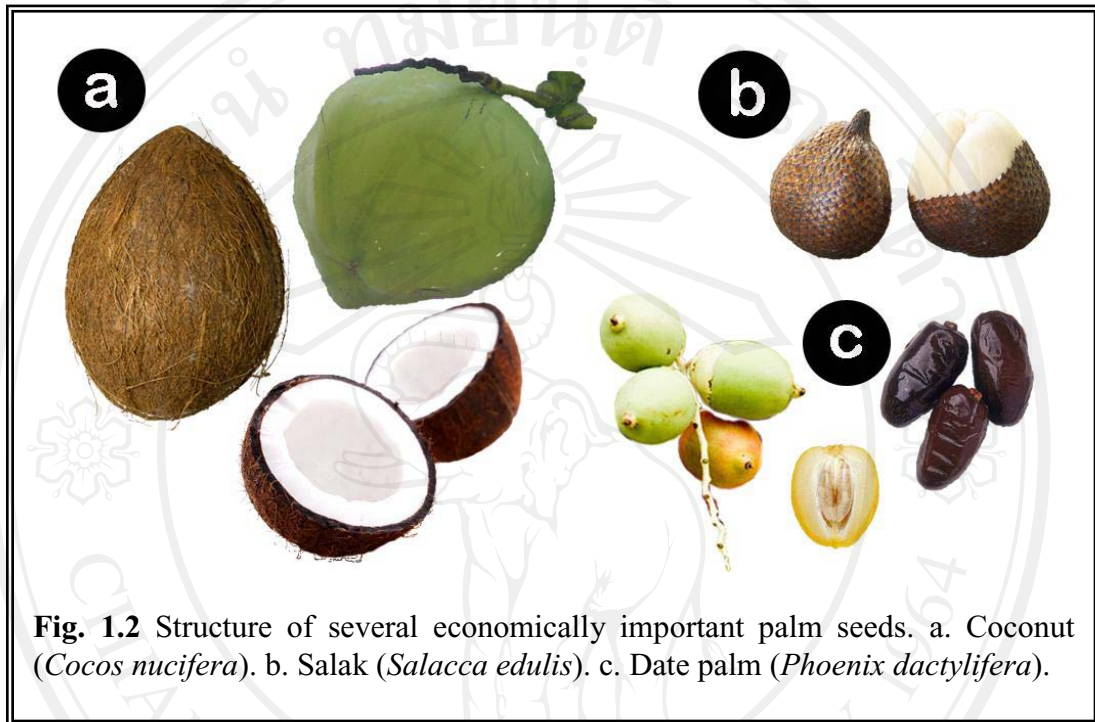 a
b
c
Fig. 1.2 Structure of several economically important palm seeds. a. Coconut
(Cocos nucifera). b. Salak (Salacca edulis). c. Date palm (Phoenix dactylifera).
1964